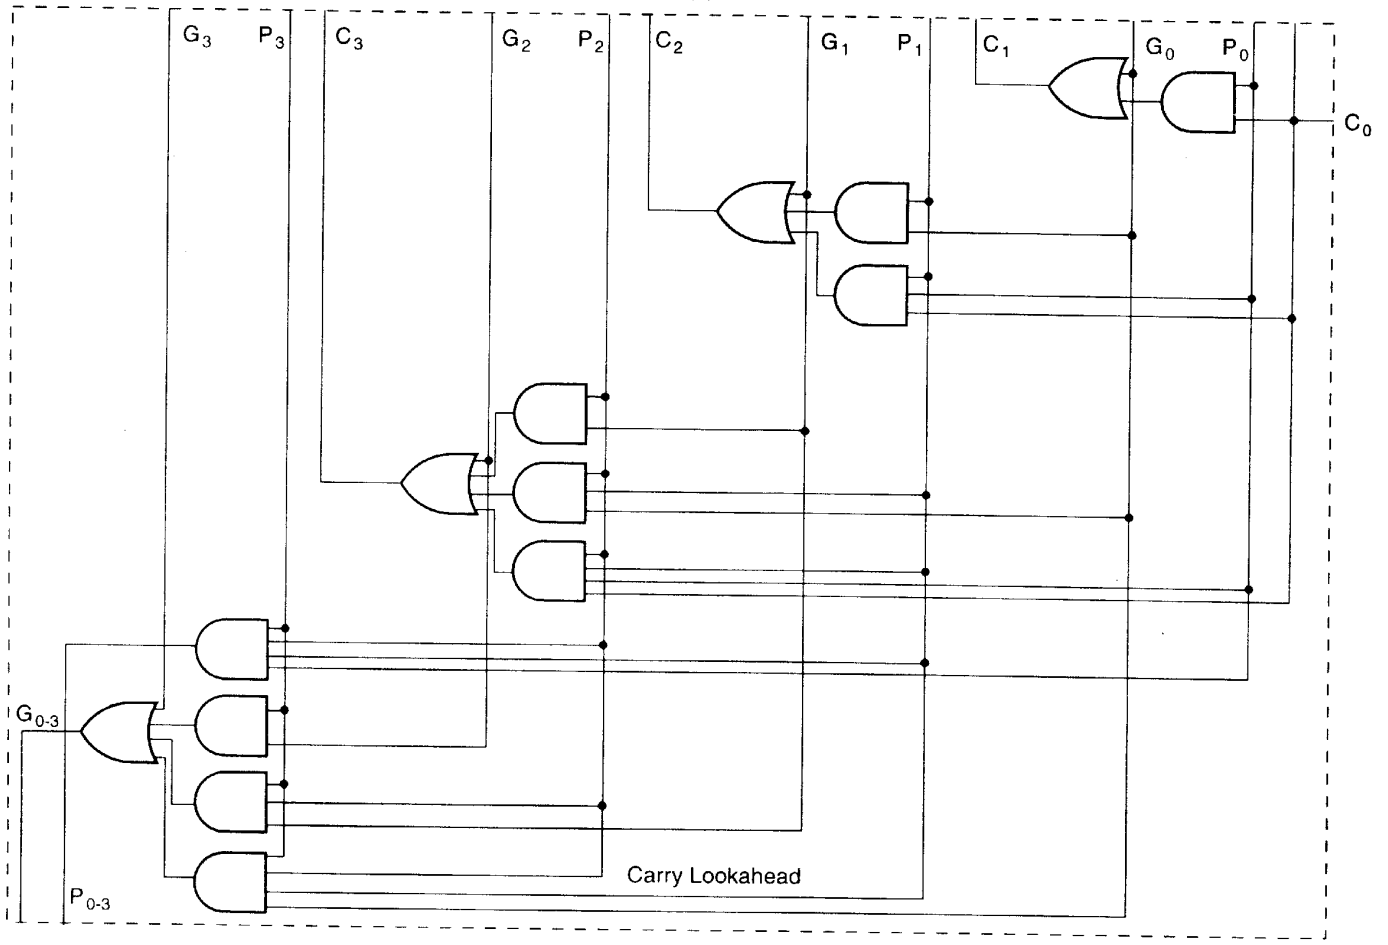 G3 P3 C3 G2 P2 C2 G1 P1 C1 G0 P0
C0
G0-3
Carry Lookahead
P0-3